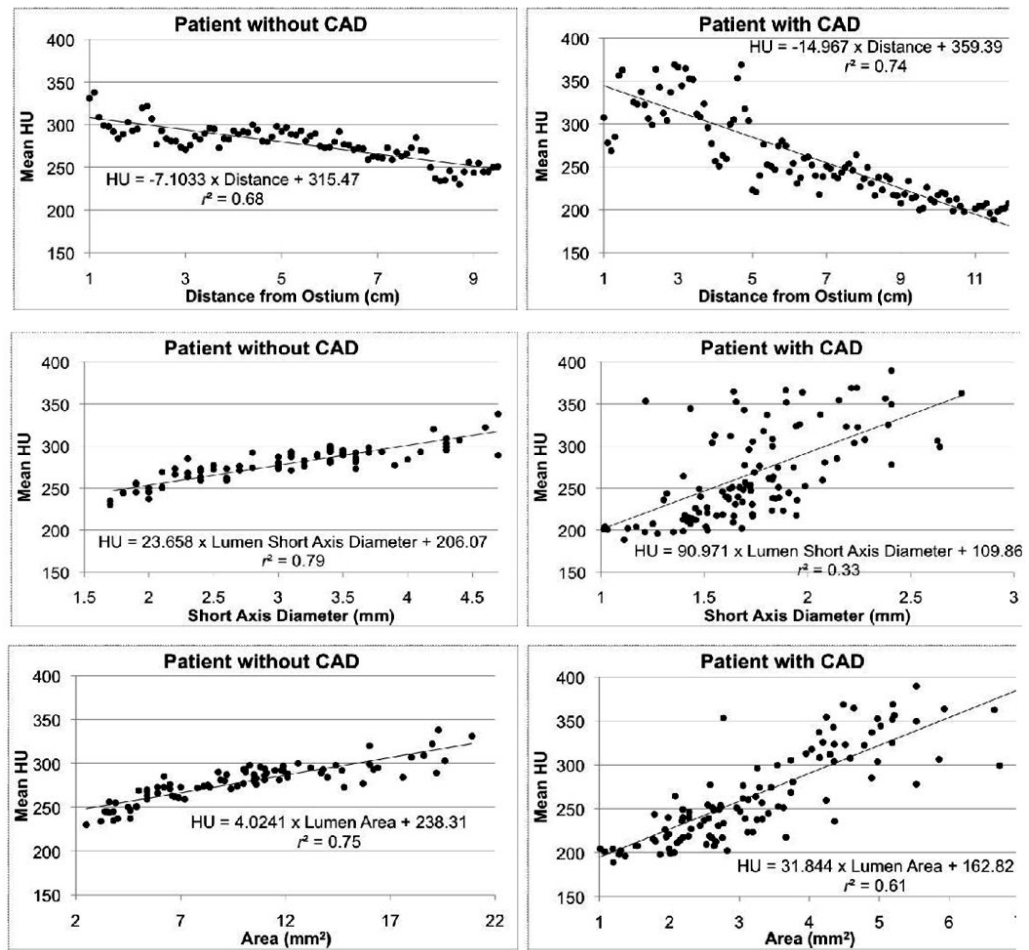 Patient without CAD
400
350
300
250
200
150
Mean HU
HU = -7.1033 x Distance + 315.47
r² = 0.68
1 3 5 7 9
Distance from Ostium (cm)
Patient with CAD
400
350
300
250
200
150
Mean HU
HU = -14.967 x Distance + 359.39
r² = 0.74
1 3 5 7 9 11
Distance from Ostium (cm)
Patient without CAD
400
350
300
250
200
150
Mean HU
HU = 23.658 x Lumen Short Axis Diameter + 206.07
r² = 0.79
1.5 2 2.5 3 3.5 4 4.5
Short Axis Diameter (mm)
Patient with CAD
400
350
300
250
200
150
Mean HU
HU = 90.971 x Lumen Short Axis Diameter + 109.86
r² = 0.33
1 1.5 2 2.5 3
Short Axis Diameter (mm)
Patient without CAD
400
350
300
250
200
150
Mean HU
HU = 4.0241 x Lumen Area + 238.31
r² = 0.75
2 7 12 17 22
Area (mm²)
Patient with CAD
400
350
300
250
200
150
Mean HU
HU = 31.844 x Lumen Area + 162.82
r² = 0.61
1 2 3 4 5 6
Area (mm²)